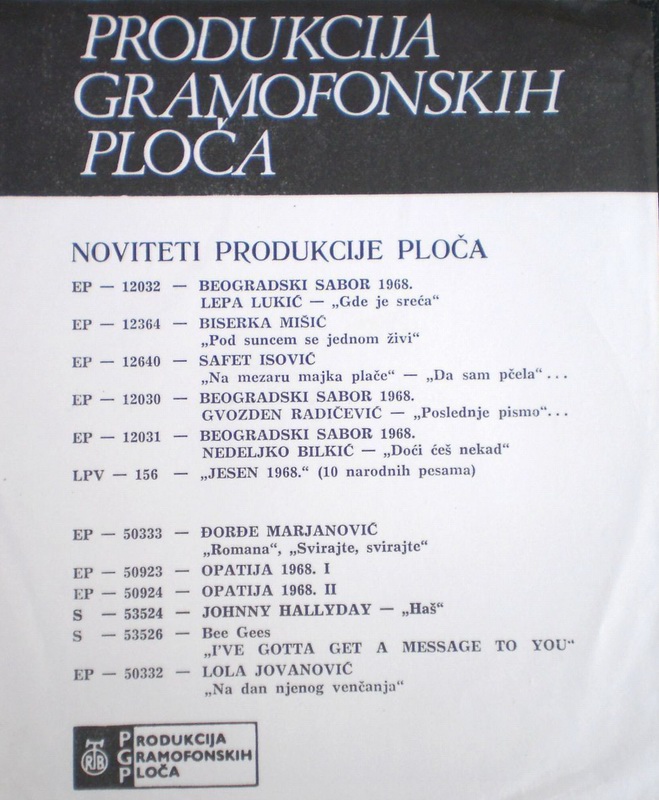 PRODUKCIJA
GRAMOFONSKIH
PLOČA
NOVITETI PRODUKCIJE PLOČA
EP — 12032 — BEOGRADSKI SABOR 1968.
LEPA LUKIĆ — „Gde je sreća“
EP — 12364 — BISERKA MIŠIĆ
„Pod suncem se jednom živi“
EP — 12640 — SAFET ISOVIĆ
„Na mezaru majka plače“ — „Da sam pčela“...
EP — 12030 — BEOGRADSKI SABOR 1968.
GVOZDEN RADIČEVIĆ — „Poslednje pismo“...
EP — 12031 — BEOGRADSKI SABOR 1968.
NEDELJKO BILKIĆ — „Doći ćeš nekad“
LPV — 156 — „JESEN 1968.“ (10 narodnih pesama)
EP — 50333 — ĐORĐE MARJANOVIĆ
„Romana“, „Svirajte, svirajte“
EP — 50923 — OPATIJA 1968. I
EP — 50924 — OPATIJA 1968. II
S — 53524 — JOHNNY HALLYDAY — „Haš“
S — 53526 — Bee Gees
„I'VE GOTTA GET A MESSAGE TO YOU“
EP — 50332 — LOLA JOVANOVIĆ
„Na dan njenog venčanja“
RTB PRODUKCIJA
GRAMOFONSKIH
PLOČA